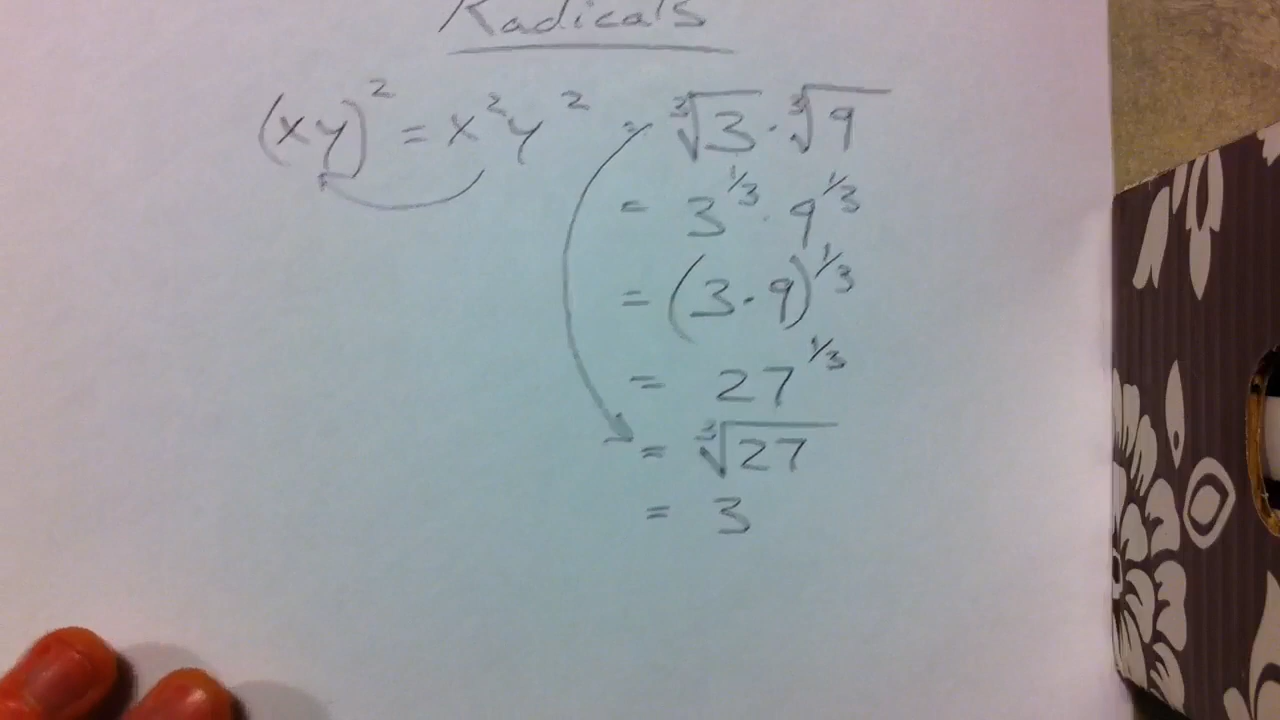 Radicals
(xy)² = x²y² = ∛3 · ∛9
= 3^1/3 · 9^1/3
= (3 · 9)^1/3
= 27^1/3
= ∛27
= 3